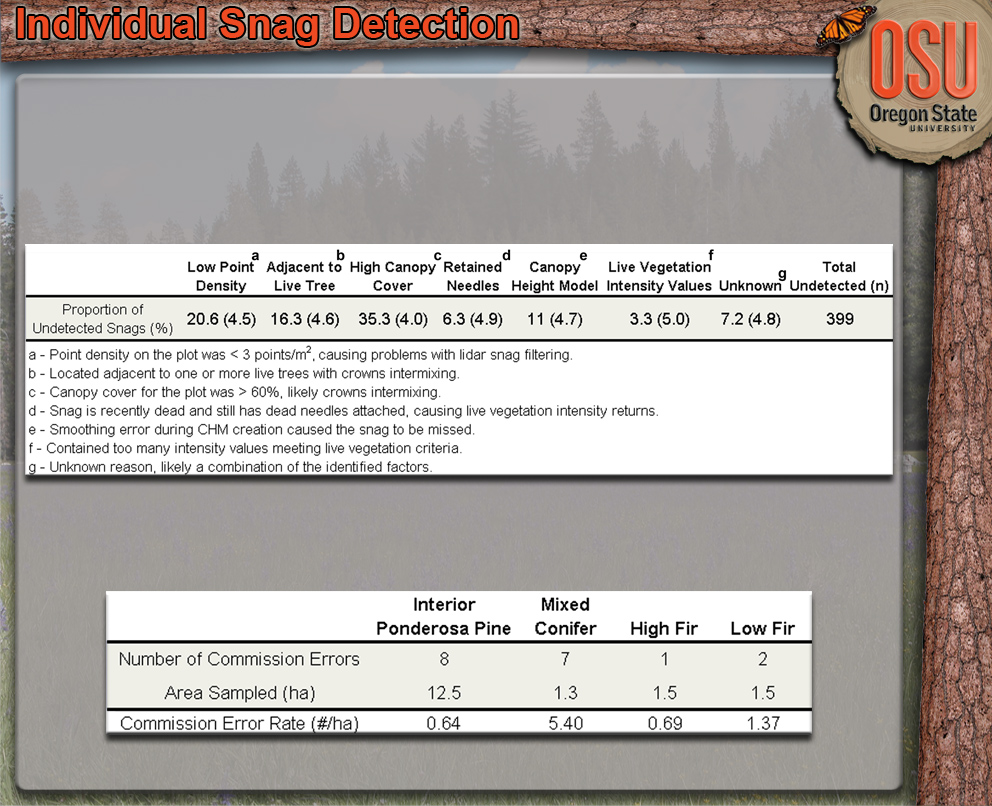 Individual Snag Detection
OSU
Oregon State
UNIVERSITY
a b c d e f g
Low Point Adjacent to High Canopy Retained Canopy Live Vegetation Total
Density Live Tree Cover Needles Height Model Intensity Values Unknown Undetected (n)
Proportion of
Undetected Snags (%) 20.6 (4.5) 16.3 (4.6) 35.3 (4.0) 6.3 (4.9) 11 (4.7) 3.3 (5.0) 7.2 (4.8) 399
a - Point density on the plot was < 3 points/m², causing problems with lidar snag filtering.
b - Located adjacent to one or more live trees with crowns intermixing.
c - Canopy cover for the plot was > 60%, likely crowns intermixing.
d - Snag is recently dead and still has dead needles attached, causing live vegetation intensity returns.
e - Smoothing error during CHM creation caused the snag to be missed.
f - Contained too many intensity values meeting live vegetation criteria.
g - Unknown reason, likely a combination of the identified factors.
Interior Mixed
Ponderosa Pine Conifer High Fir Low Fir
Number of Commission Errors 8 7 1 2
Area Sampled (ha) 12.5 1.3 1.5 1.5
Commission Error Rate (#/ha) 0.64 5.40 0.69 1.37